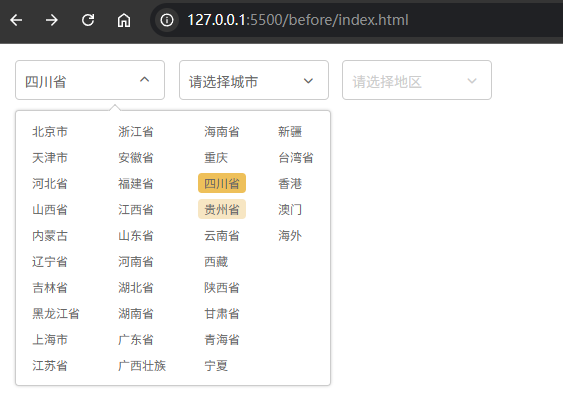 127.0.0.1:5500/before/index.html
四川省 请选择城市 请选择地区
北京市 浙江省 海南省 新疆
天津市 安徽省 重庆 台湾省
河北省 福建省 四川省 香港
山西省 江西省 贵州省 澳门
内蒙古 山东省 云南省 海外
辽宁省 河南省 西藏
吉林省 湖北省 陕西省
黑龙江省 湖南省 甘肃省
上海市 广东省 青海省
江苏省 广西壮族 宁夏